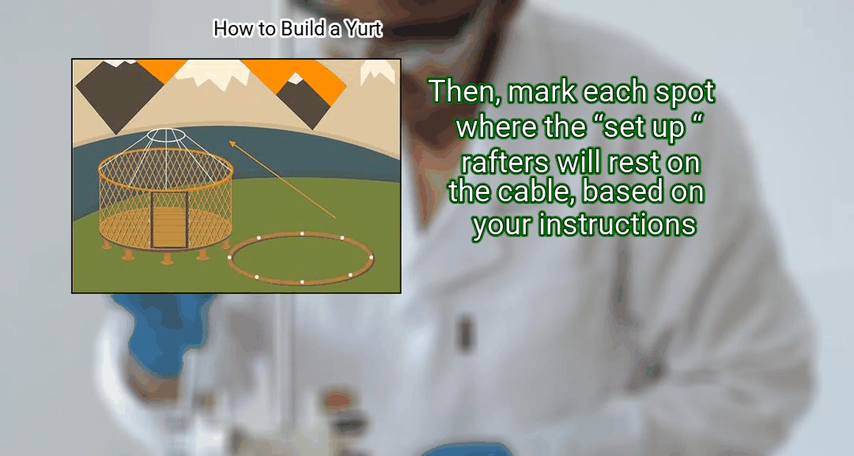 How to Build a Yurt
Then, mark each spot
where the “set up “
rafters will rest on
the cable, based on
your instructions